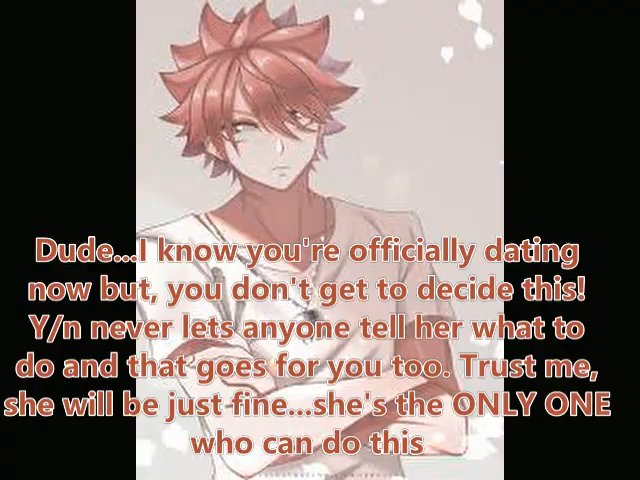 Dude...I know you're officially dating
now but, you don't get to decide this!
Y/n never lets anyone tell her what to
do and that goes for you too. Trust me,
she will be just fine...she's the ONLY ONE
who can do this